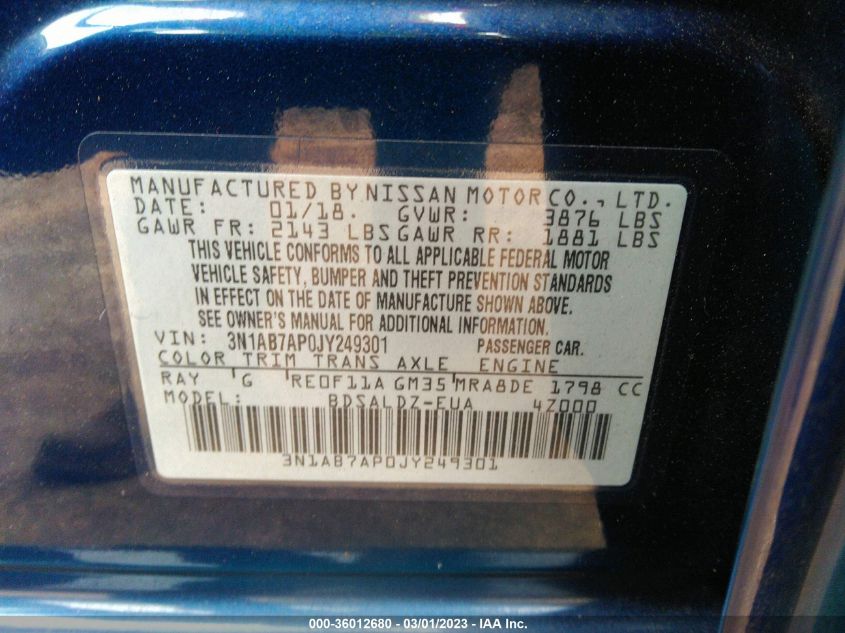 MANUFACTURED BY NISSAN MOTOR CO., LTD.
DATE: 01/18. GVWR: 3876 LBS
GAWR FR: 2143 LBS GAWR RR: 1881 LBS
THIS VEHICLE CONFORMS TO ALL APPLICABLE FEDERAL MOTOR
VEHICLE SAFETY, BUMPER AND THEFT PREVENTION STANDARDS
IN EFFECT ON THE DATE OF MANUFACTURE SHOWN ABOVE.
SEE OWNER'S MANUAL FOR ADDITIONAL INFORMATION.
VIN: 3N1AB7AP0JY249301 PASSENGER CAR.
COLOR TRIM TRANS AXLE ENGINE
RAY G RE0F11A GM35 MRA8DE 1798 CC
MODEL: BDSALDZ-EUA 4Z000
3N1AB7AP0JY249301
000-36012680 - 03/01/2023 - IAA Inc.